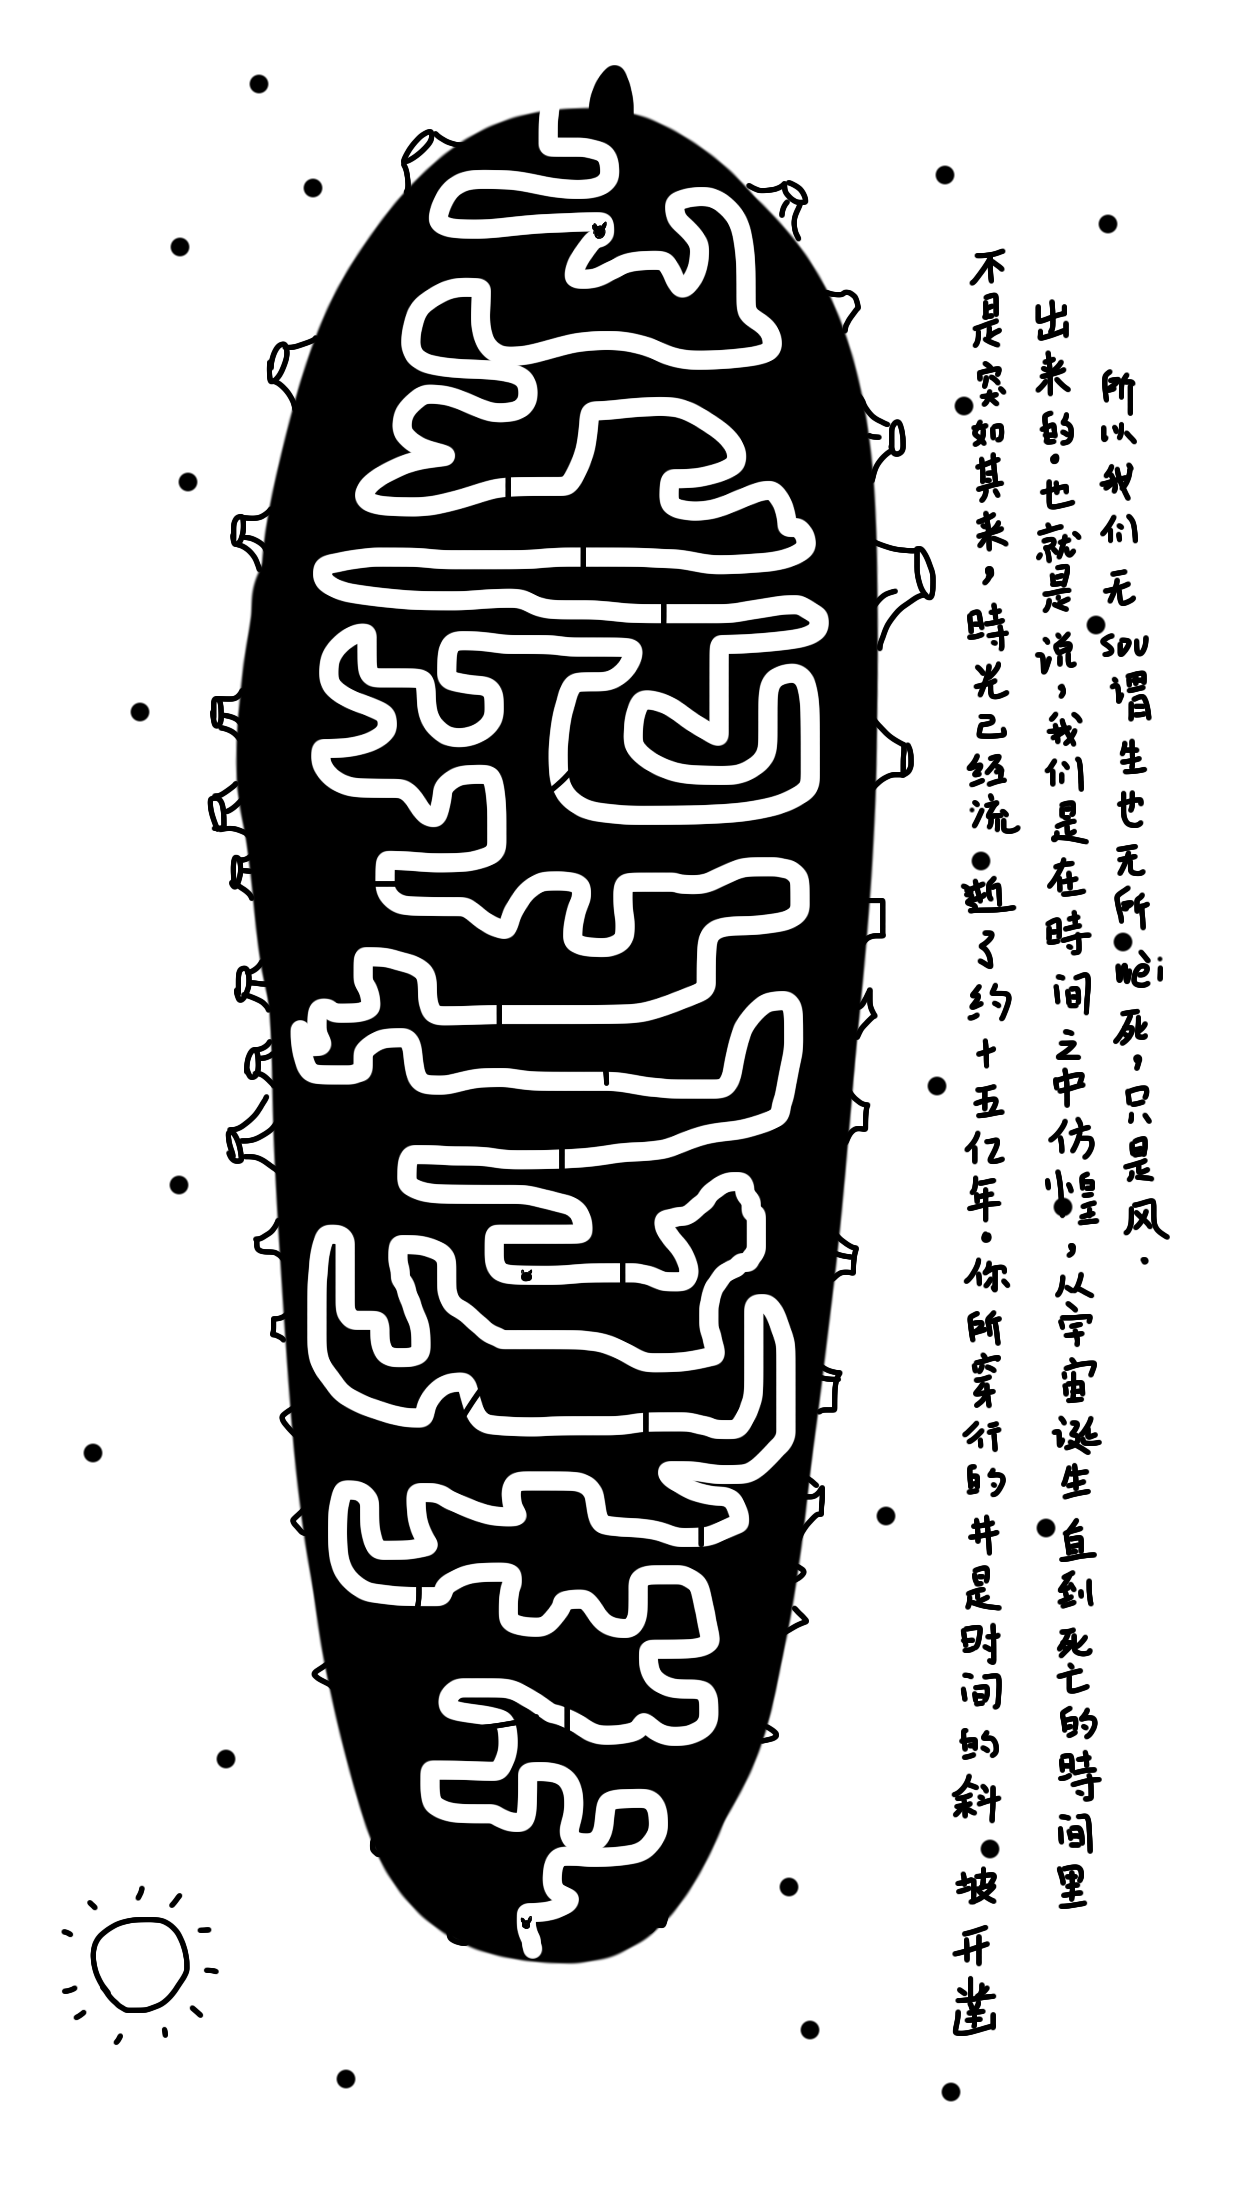 不是突如其来，時光己经流逝了约十五亿年.你所穿行的井是时间的斜坡开凿
出来的.也就是说，我们是在時间之中仿惶，从宇宙诞生直到死亡的時间里
所以我们无sou谓生也无所wèi死，只是风.